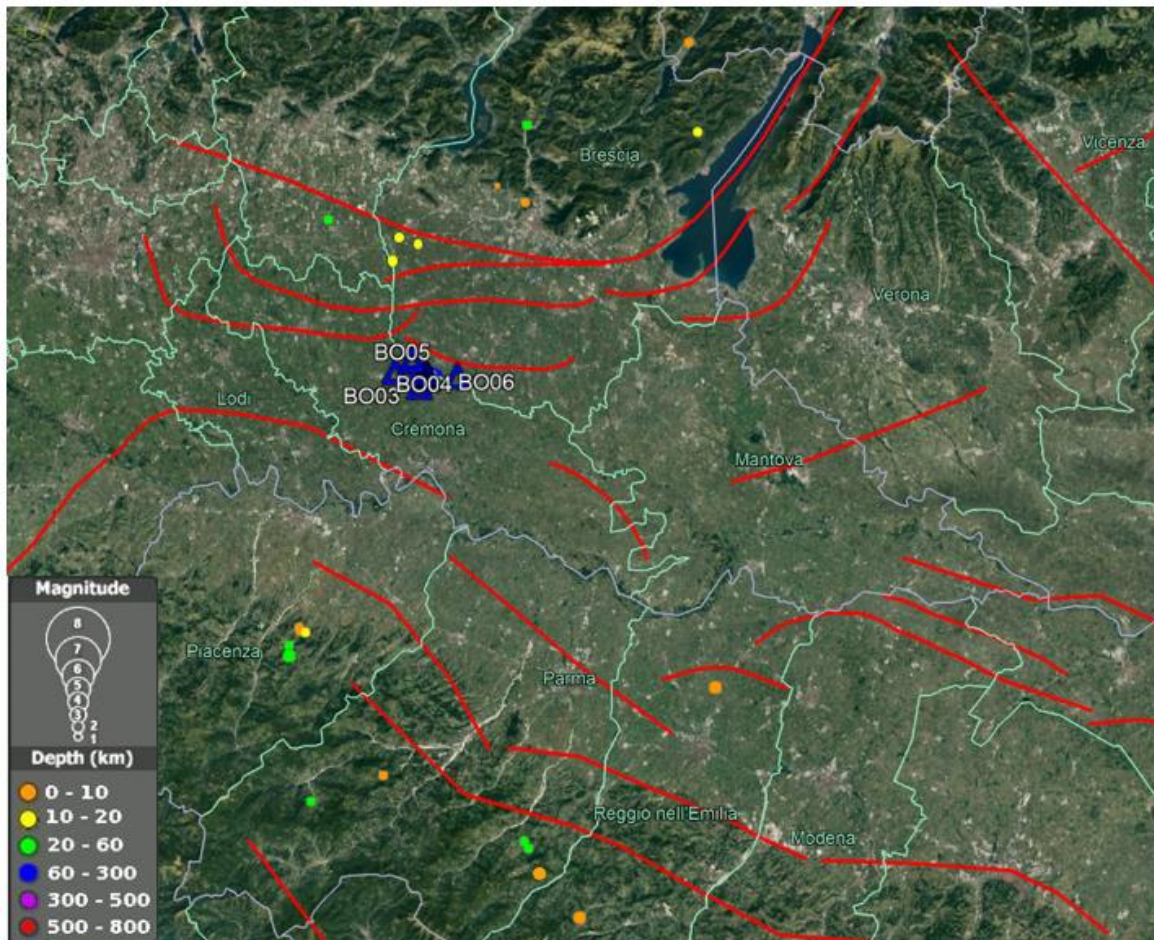 Vicenza
Brescia
Verona
BO05
BO03
BO04
BO06
Lodi
Cremona
Mantova
Piacenza
Parma
Reggio nell'Emilia
Modena
Magnitude
8
7
6
5
4
3
2
1
Depth (km)
0 - 10
10 - 20
20 - 60
60 - 300
300 - 500
500 - 800